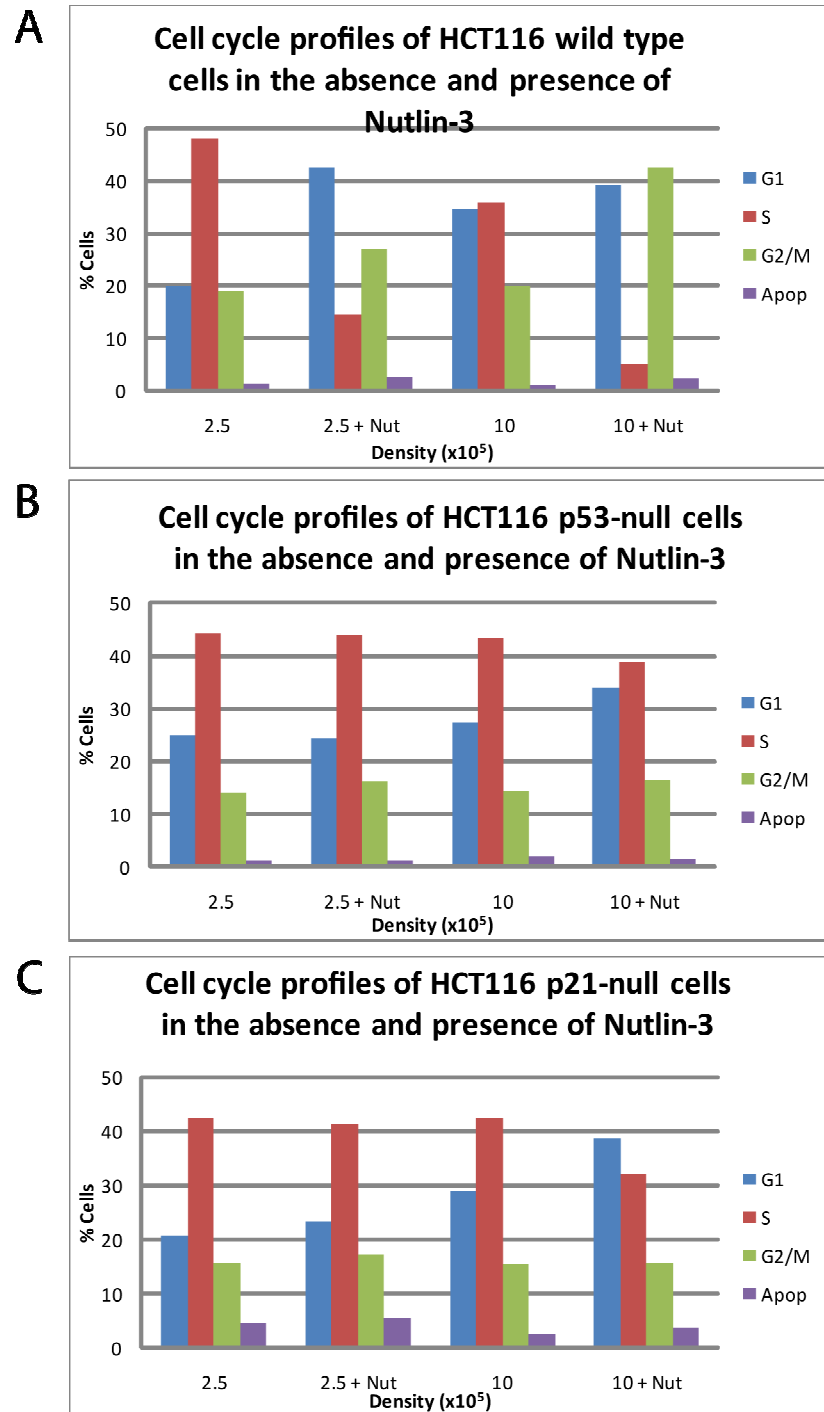 A
Cell cycle profiles of HCT116 wild type
cells in the absence and presence of
Nutlin-3
50
40
30
20
10
0
% Cells
2.5
2.5 + Nut
10
10 + Nut
Density (x10⁵)
G1
S
G2/M
Apop
B
Cell cycle profiles of HCT116 p53-null cells
in the absence and presence of Nutlin-3
50
40
30
20
10
0
% Cells
2.5
2.5 + Nut
10
10 + Nut
Density (x10⁵)
G1
S
G2/M
Apop
C
Cell cycle profiles of HCT116 p21-null cells
in the absence and presence of Nutlin-3
50
40
30
20
10
0
% Cells
2.5
2.5 + Nut
10
10 + Nut
Density (x10⁵)
G1
S
G2/M
Apop